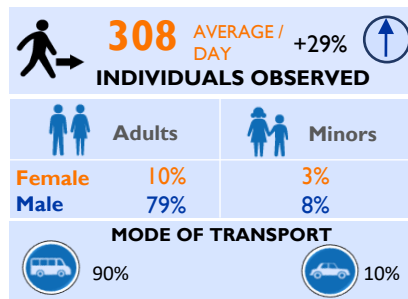 308 AVERAGE / DAY +29%
INDIVIDUALS OBSERVED
Adults Minors
Female 10% 3%
Male 79% 8%
MODE OF TRANSPORT
90% 10%